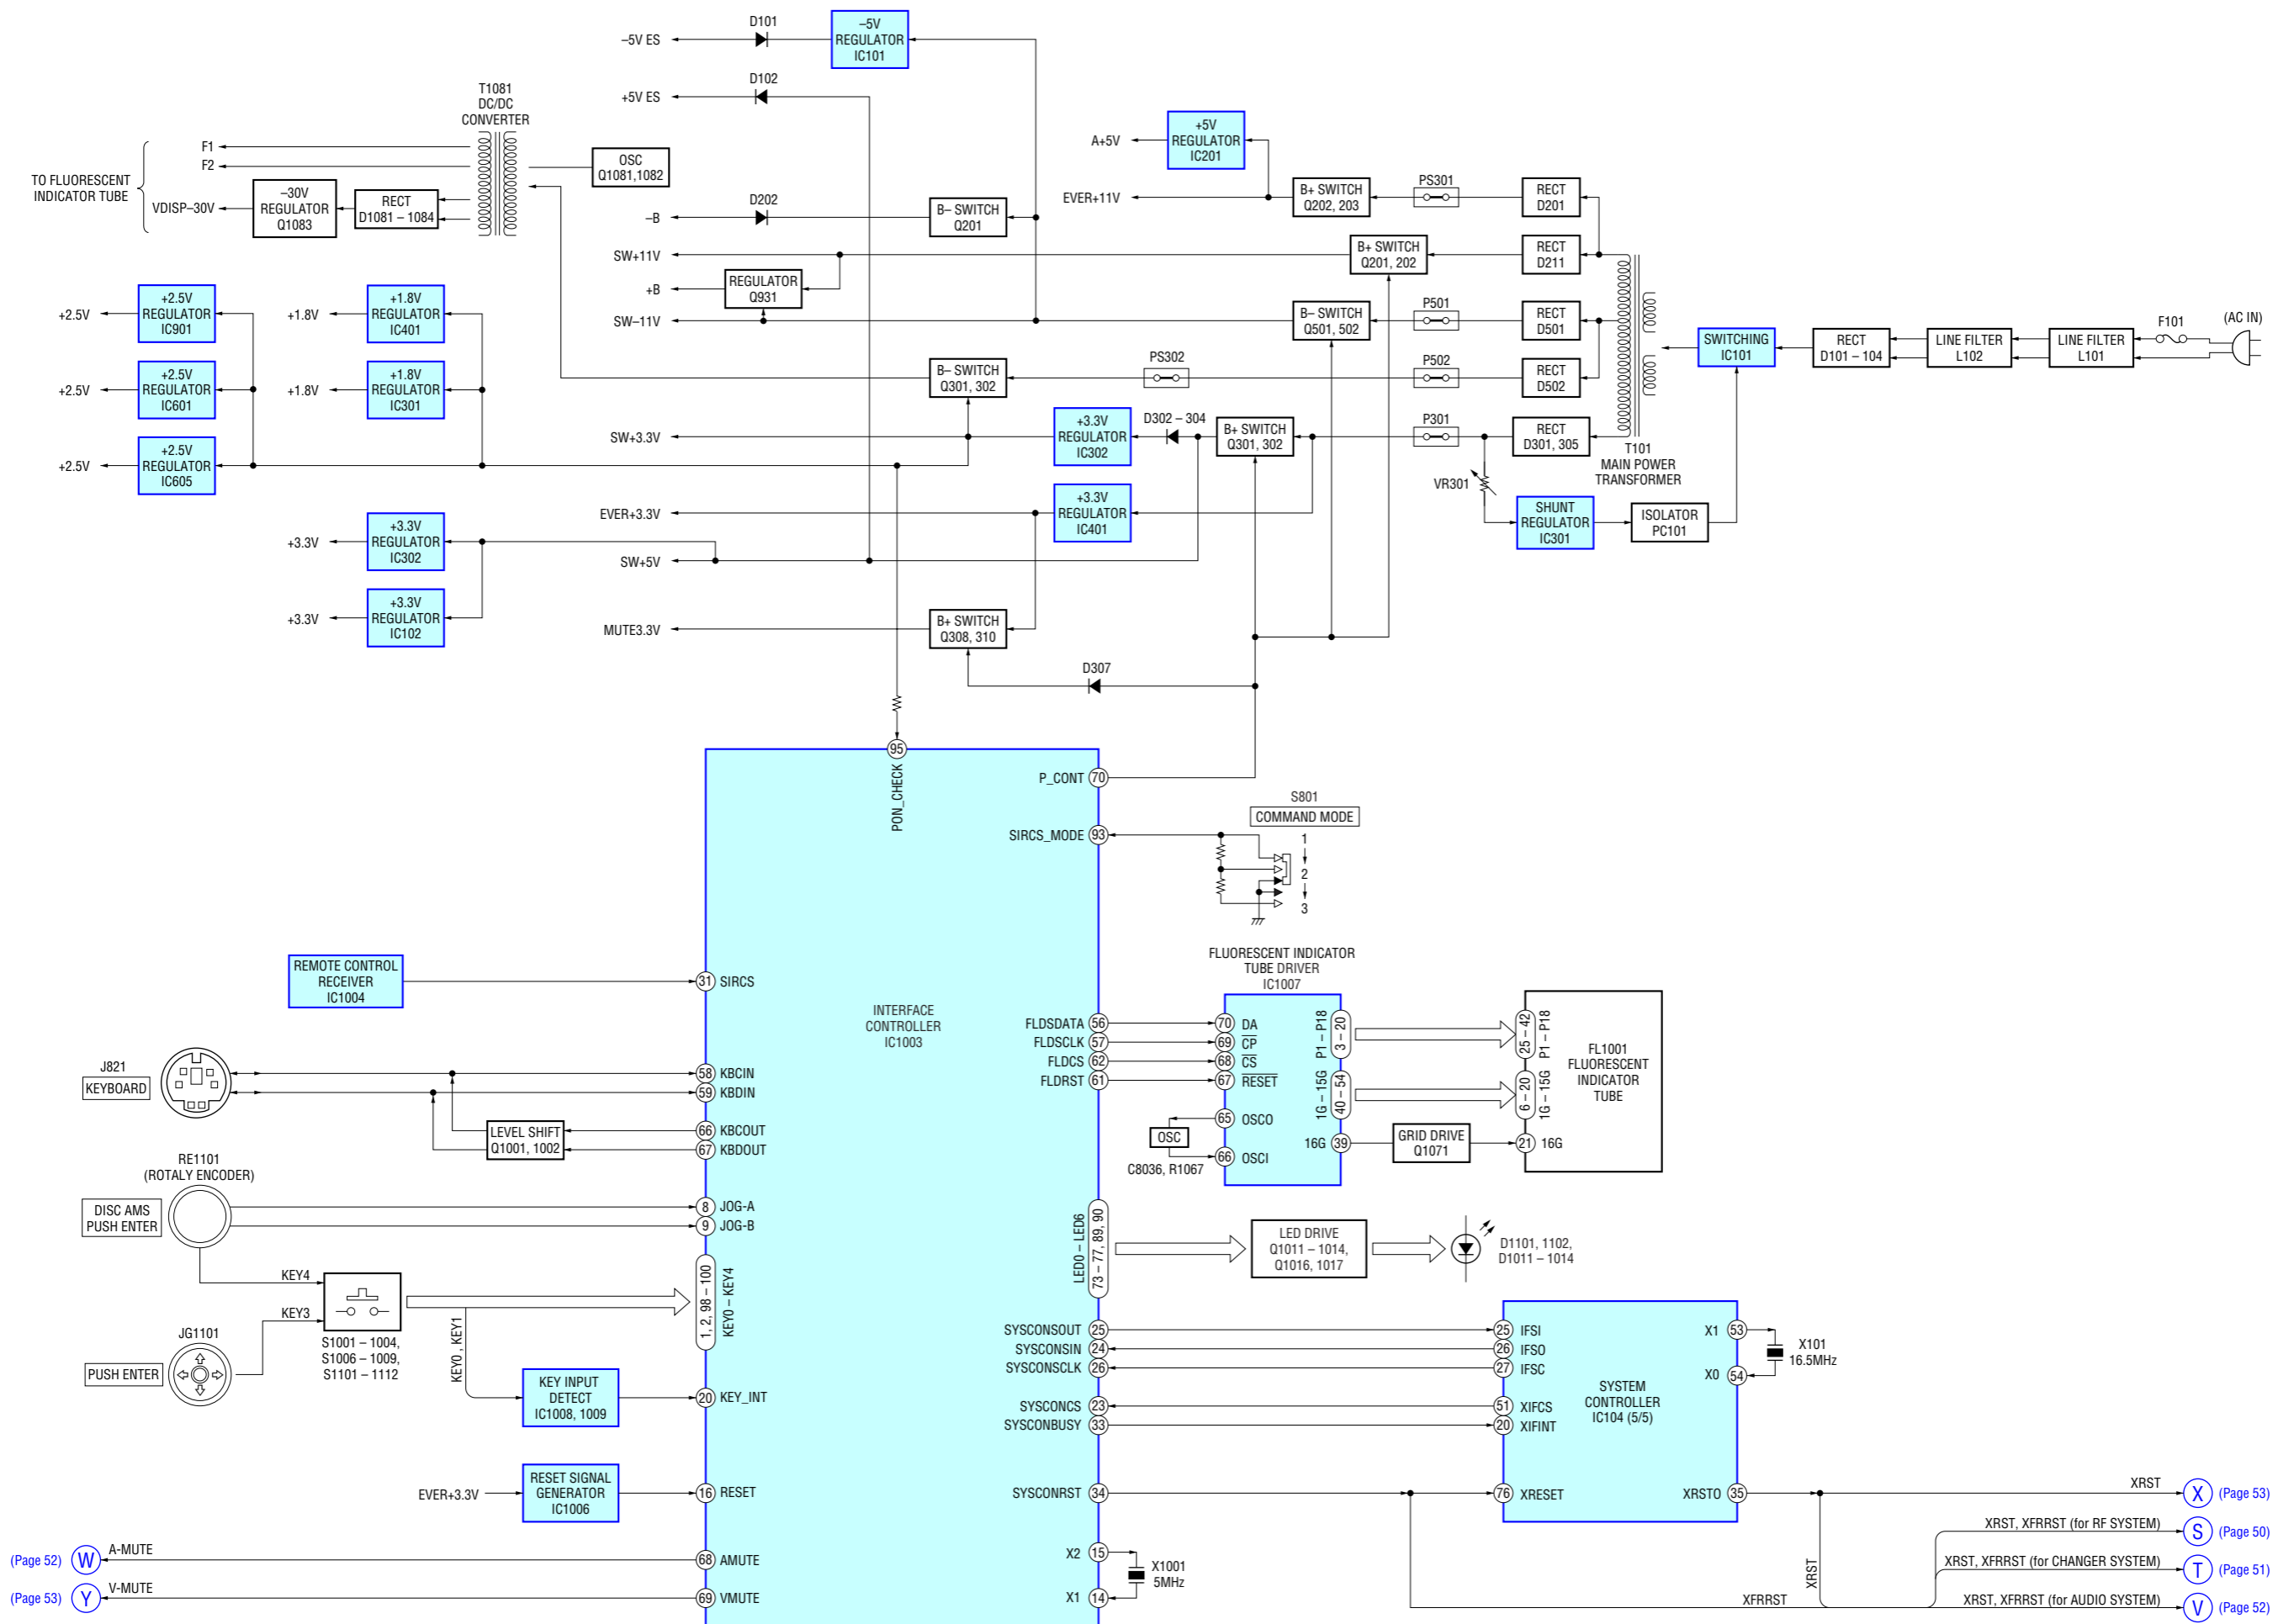 D101
–5V
REGULATOR
IC101
–5V ES
D102
+5V ES
T1081
DC/DC
CONVERTER
F1
F2
TO FLUORESCENT
INDICATOR TUBE
VDISP–30V
–30V
REGULATOR
Q1083
RECT
D1081 – 1084
OSC
Q1081,1082
A+5V
+5V
REGULATOR
IC201
EVER+11V
B+ SWITCH
Q202, 203
PS301
RECT
D201
–B
D202
B– SWITCH
Q201
SW+11V
B+ SWITCH
Q201, 202
RECT
D211
+B
REGULATOR
Q931
SW–11V
B– SWITCH
Q501, 502
P501
RECT
D501
+2.5V
+2.5V
REGULATOR
IC901
+1.8V
+1.8V
REGULATOR
IC401
SWITCHING
IC101
RECT
D101 – 104
LINE FILTER
L102
LINE FILTER
L101
F101
(AC IN)
+2.5V
+2.5V
REGULATOR
IC601
+1.8V
+1.8V
REGULATOR
IC301
B– SWITCH
Q301, 302
PS302
P502
RECT
D502
+2.5V
+2.5V
REGULATOR
IC605
SW+3.3V
+3.3V
REGULATOR
IC302
D302 – 304
B+ SWITCH
Q301, 302
P301
RECT
D301, 305
T101
MAIN POWER
TRANSFORMER
VR301
SHUNT
REGULATOR
IC301
ISOLATOR
PC101
EVER+3.3V
+3.3V
REGULATOR
IC401
+3.3V
+3.3V
REGULATOR
IC302
SW+5V
+3.3V
+3.3V
REGULATOR
IC102
MUTE3.3V
B+ SWITCH
Q308, 310
D307
95
PON_CHECK
P_CONT 70
SIRCS_MODE 93
S801
COMMAND MODE
1
2
3
REMOTE CONTROL
RECEIVER
IC1004
31 SIRCS
INTERFACE
CONTROLLER
IC1003
FLUORESCENT INDICATOR
TUBE DRIVER
IC1007
FLDSDATA 56
FLDSCLK 57
FLDCS 62
FLDRST 61
70 DA
69 CP
68 CS
67 RESET
65 OSCO
66 OSCI
OSC
C8036, R1067
P1 – P18
3 – 20
1G – 15G
40 – 54
16G 39
GRID DRIVE
Q1071
25 – 42
P1 – P18
6 – 20
1G – 15G
21 16G
FL1001
FLUORESCENT
INDICATOR
TUBE
J821
KEYBOARD
58 KBCIN
59 KBDIN
66 KBCOUT
67 KBDOUT
LEVEL SHIFT
Q1001, 1002
RE1101
(ROTALY ENCODER)
DISC AMS
PUSH ENTER
8 JOG-A
9 JOG-B
KEY4
KEY3
S1001 – 1004,
S1006 – 1009,
S1101 – 1112
JG1101
PUSH ENTER
1, 2, 98 – 100
KEY0 – KEY4
KEY0 , KEY1
KEY INPUT
DETECT
IC1008, 1009
20 KEY_INT
LED0 – LED6
73 – 77, 89, 90
LED DRIVE
Q1011 – 1014,
Q1016, 1017
D1101, 1102,
D1011 – 1014
SYSCONSOUT 25
SYSCONSIN 24
SYSCONSCLK 26
SYSCONCS 23
SYSCONBUSY 33
SYSCONRST 34
25 IFSI
26 IFSO
27 IFSC
51 XIFCS
20 XIFINT
76 XRESET
SYSTEM
CONTROLLER
IC104 (5/5)
X1 53
X0 54
X101
16.5MHz
XRSTO 35
EVER+3.3V
RESET SIGNAL
GENERATOR
IC1006
16 RESET
XRST
X (Page 53)
XRST, XFRRST (for RF SYSTEM)
S (Page 50)
XRST, XFRRST (for CHANGER SYSTEM)
T (Page 51)
XRST
XFRRST
XRST, XFRRST (for AUDIO SYSTEM)
V (Page 52)
(Page 52) W A-MUTE
68 AMUTE
(Page 53) Y V-MUTE
69 VMUTE
X2 15
X1 14
X1001
5MHz